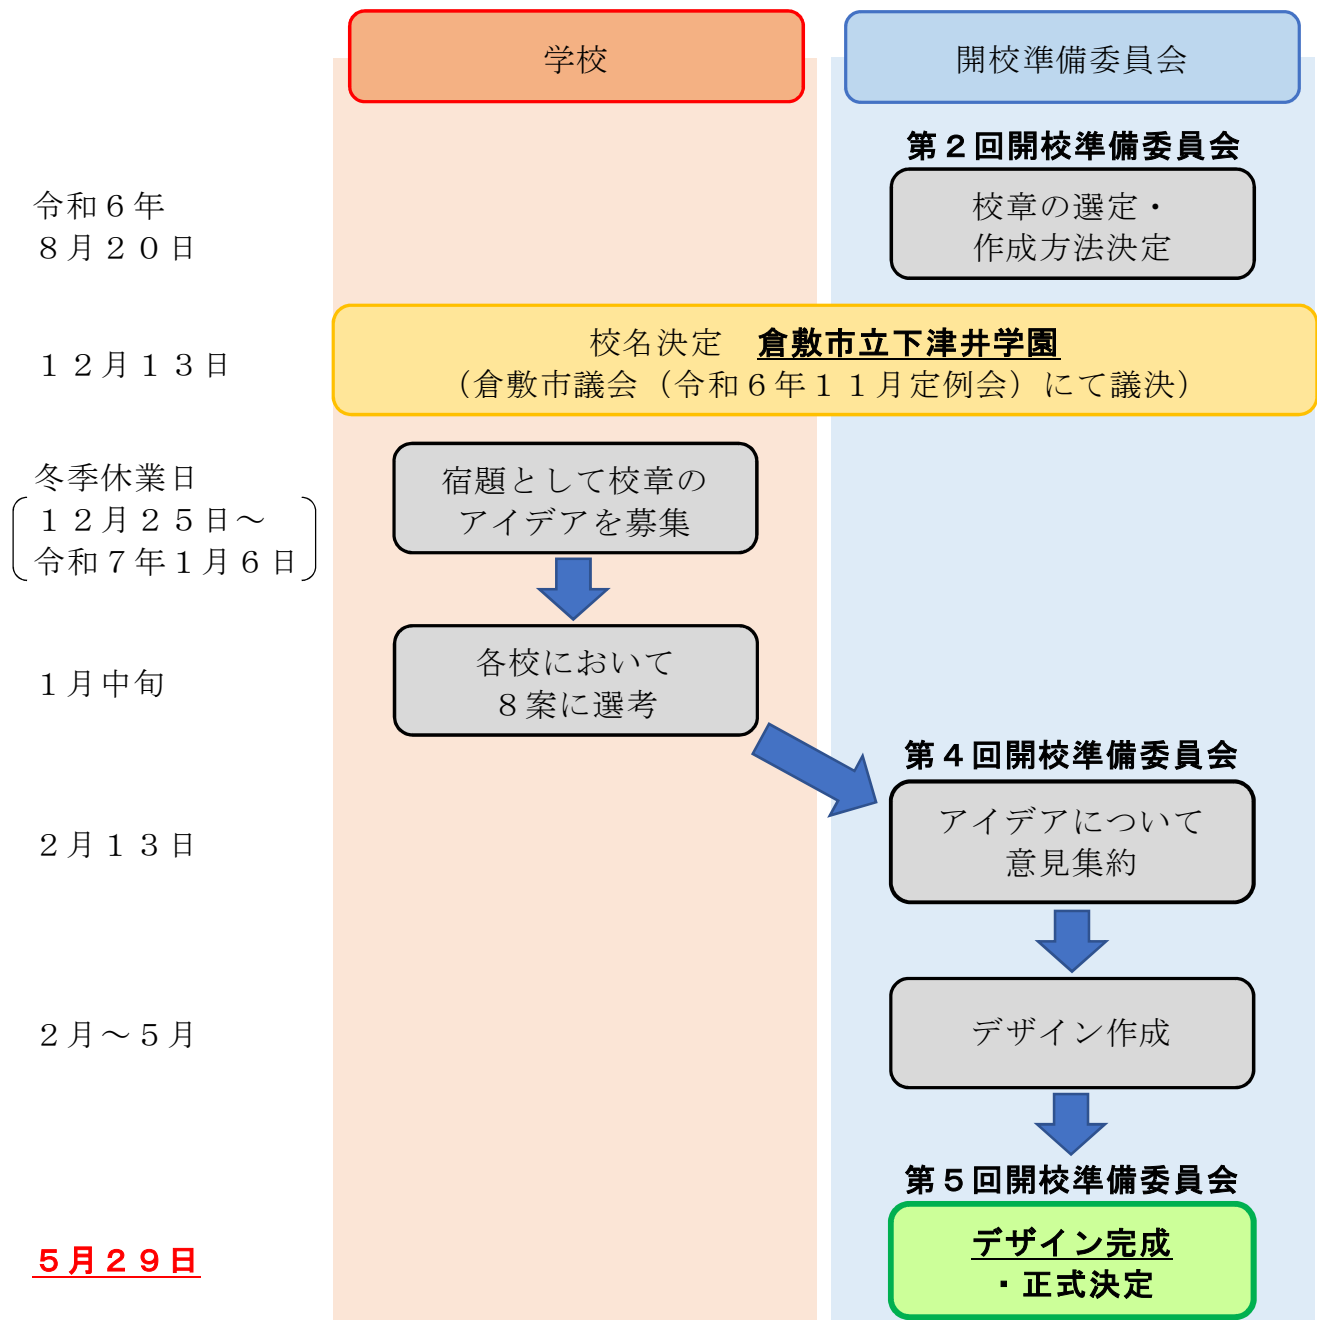 学校
開校準備委員会
第２回開校準備委員会
令和６年
８月２０日
校章の選定・
作成方法決定
１２月１３日
校名決定　倉敷市立下津井学園
（倉敷市議会（令和６年１１月定例会）にて議決）
冬季休業日
１２月２５日～
令和７年１月６日
宿題として校章の
アイデアを募集
１月中旬
各校において
８案に選考
第４回開校準備委員会
２月１３日
アイデアについて
意見集約
２月～５月
デザイン作成
第５回開校準備委員会
５月２９日
デザイン完成
・正式決定